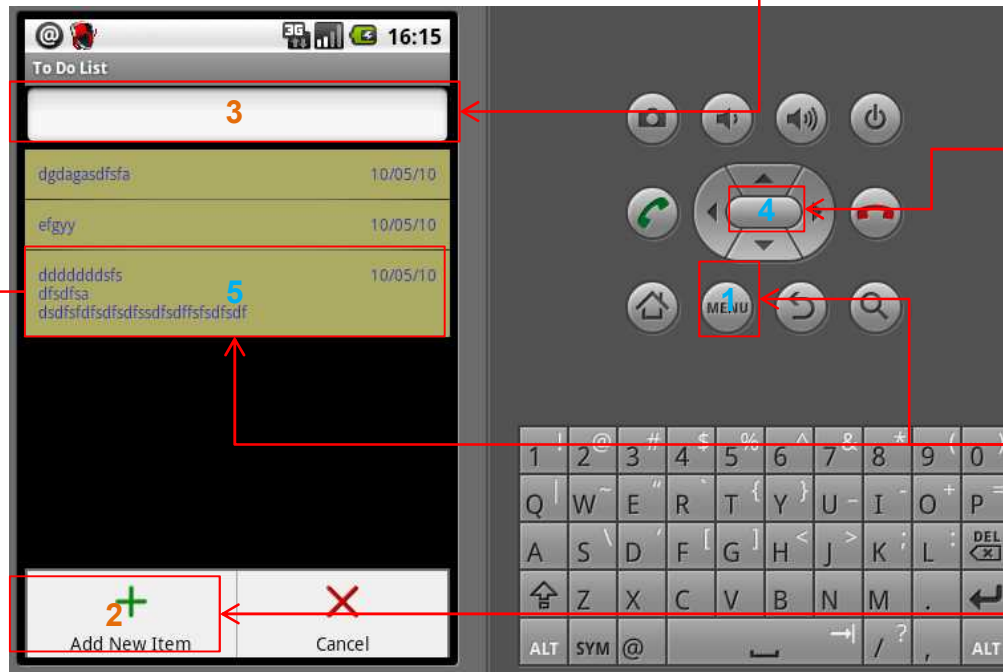 @ 3G 16:15
To Do List
3
dgdagasdfsfa 10/05/10
efgyy 10/05/10
dddddddsfs 10/05/10
dfsdfsa
dsdfsfdfsdfsdfssdfsdffsfsdfsdf
5
2
Add New Item Cancel
4
MENU
1
1 ! 2 @ 3 # 4 $ 5 % 6 ^ 7 & 8 * 9 ( 0 )
Q | W ~ E " R ` T { Y } U - I - O + P =
A S \ D ' F [ G ] H < J > K ; L : DEL
Z X C V B N M .
ALT SYM @ / ? , ALT